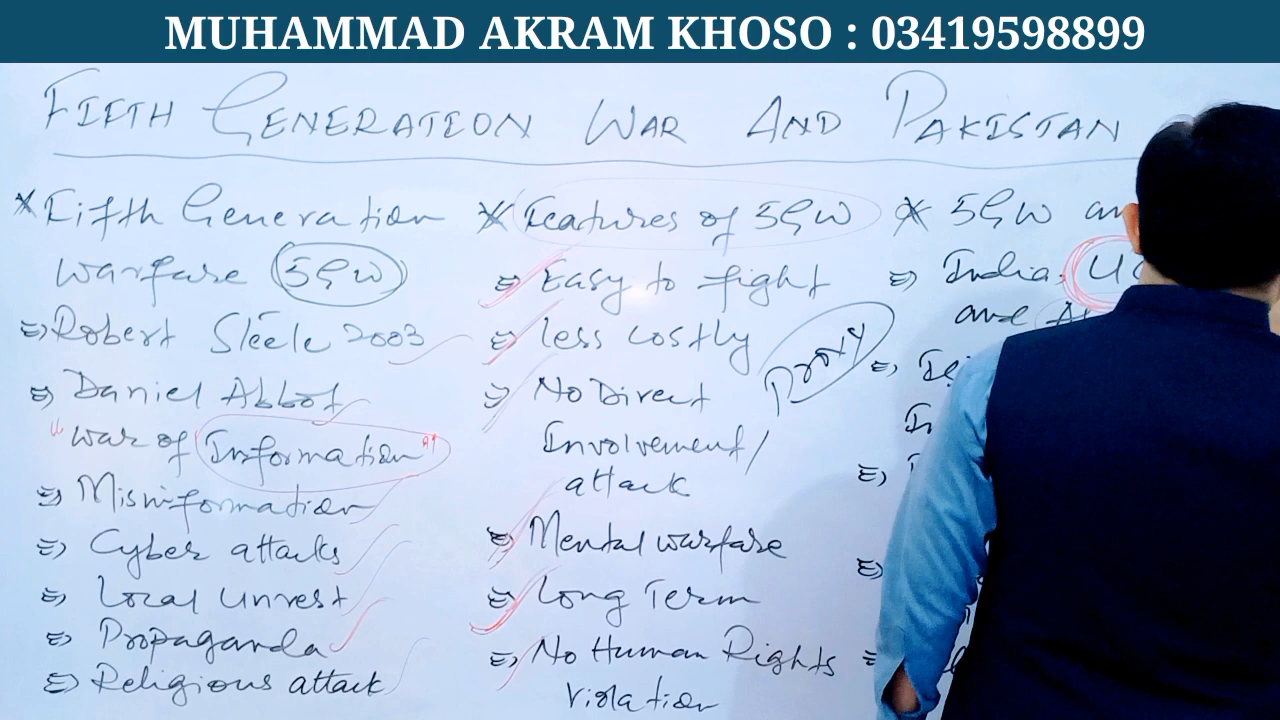 MUHAMMAD AKRAM KHOSO : 03419598899
FIFTH GENERATION WAR AND PAKISTAN
Fifth Generation
Warfare (5GW)
Robert Steele 2003
Daniel Abbot
"War of Information"
Misinformation
Cyber attacks
Local Unrest
Propaganda
Religious attack
Features of 5GW
Easy to fight
less costly
Proxy
No Direct
Involvement/
attack
Mental warfare
Long Term
No Human Rights
Violation
5GW
India,
and